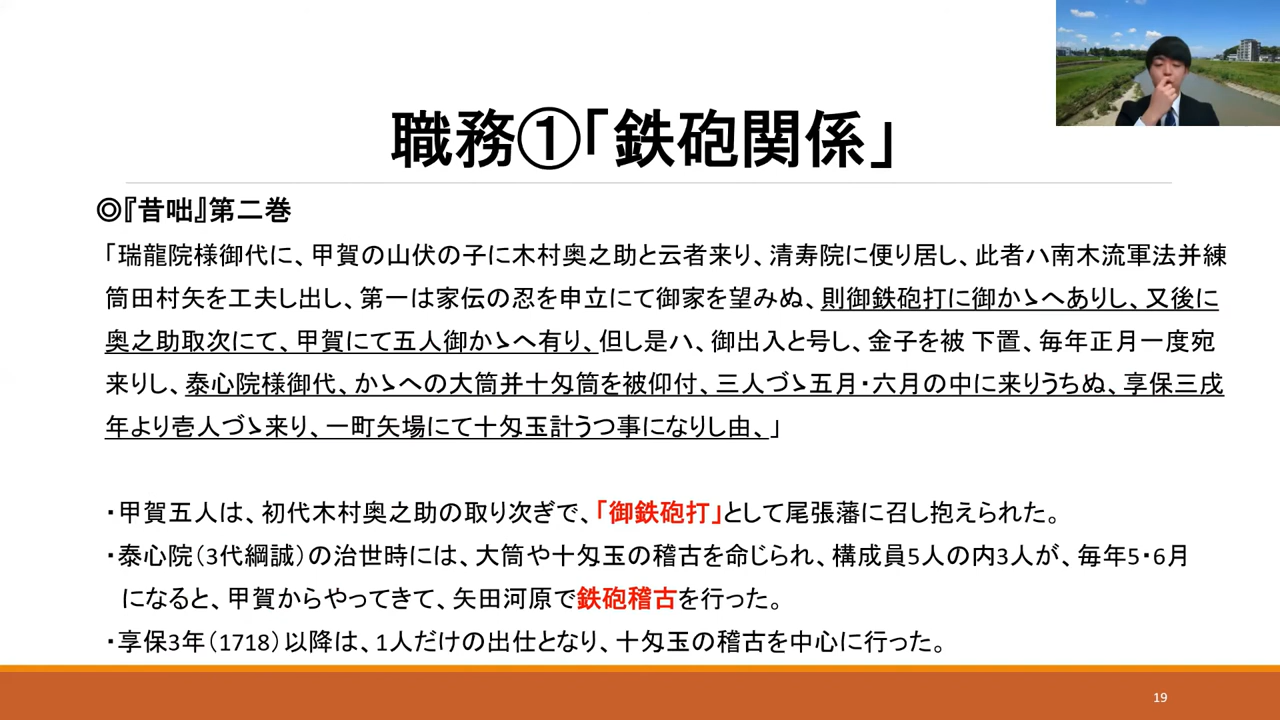 職務①「鉄砲関係」
◎『昔咄』第二巻
「瑞龍院様御代に、甲賀の山伏の子に木村奥之助と云者来り、清寿院に便り居し、此者ハ南木流軍法并練
筒田村矢を工夫し出し、第一は家伝の忍を申立にて御家を望みぬ、則御鉄砲打に御かゝへありし、又後に
奥之助取次にて、甲賀にて五人御かゝへ有り、但し是ハ、御出入と号し、金子を被 下置、毎年正月一度宛
来りし、泰心院様御代、かゝへの大筒并十匁筒を被仰付、三人づゝ五月・六月の中に来りうちぬ、享保三戌
年より壱人づゝ来り、一町矢場にて十匁玉計うつ事になりし由、」
・甲賀五人は、初代木村奥之助の取り次ぎで、「御鉄砲打」として尾張藩に召し抱えられた。
・泰心院（3代綱誠）の治世時には、大筒や十匁玉の稽古を命じられ、構成員5人の内3人が、毎年5・6月
になると、甲賀からやってきて、矢田河原で鉄砲稽古を行った。
・享保3年（1718）以降は、1人だけの出仕となり、十匁玉の稽古を中心に行った。
19